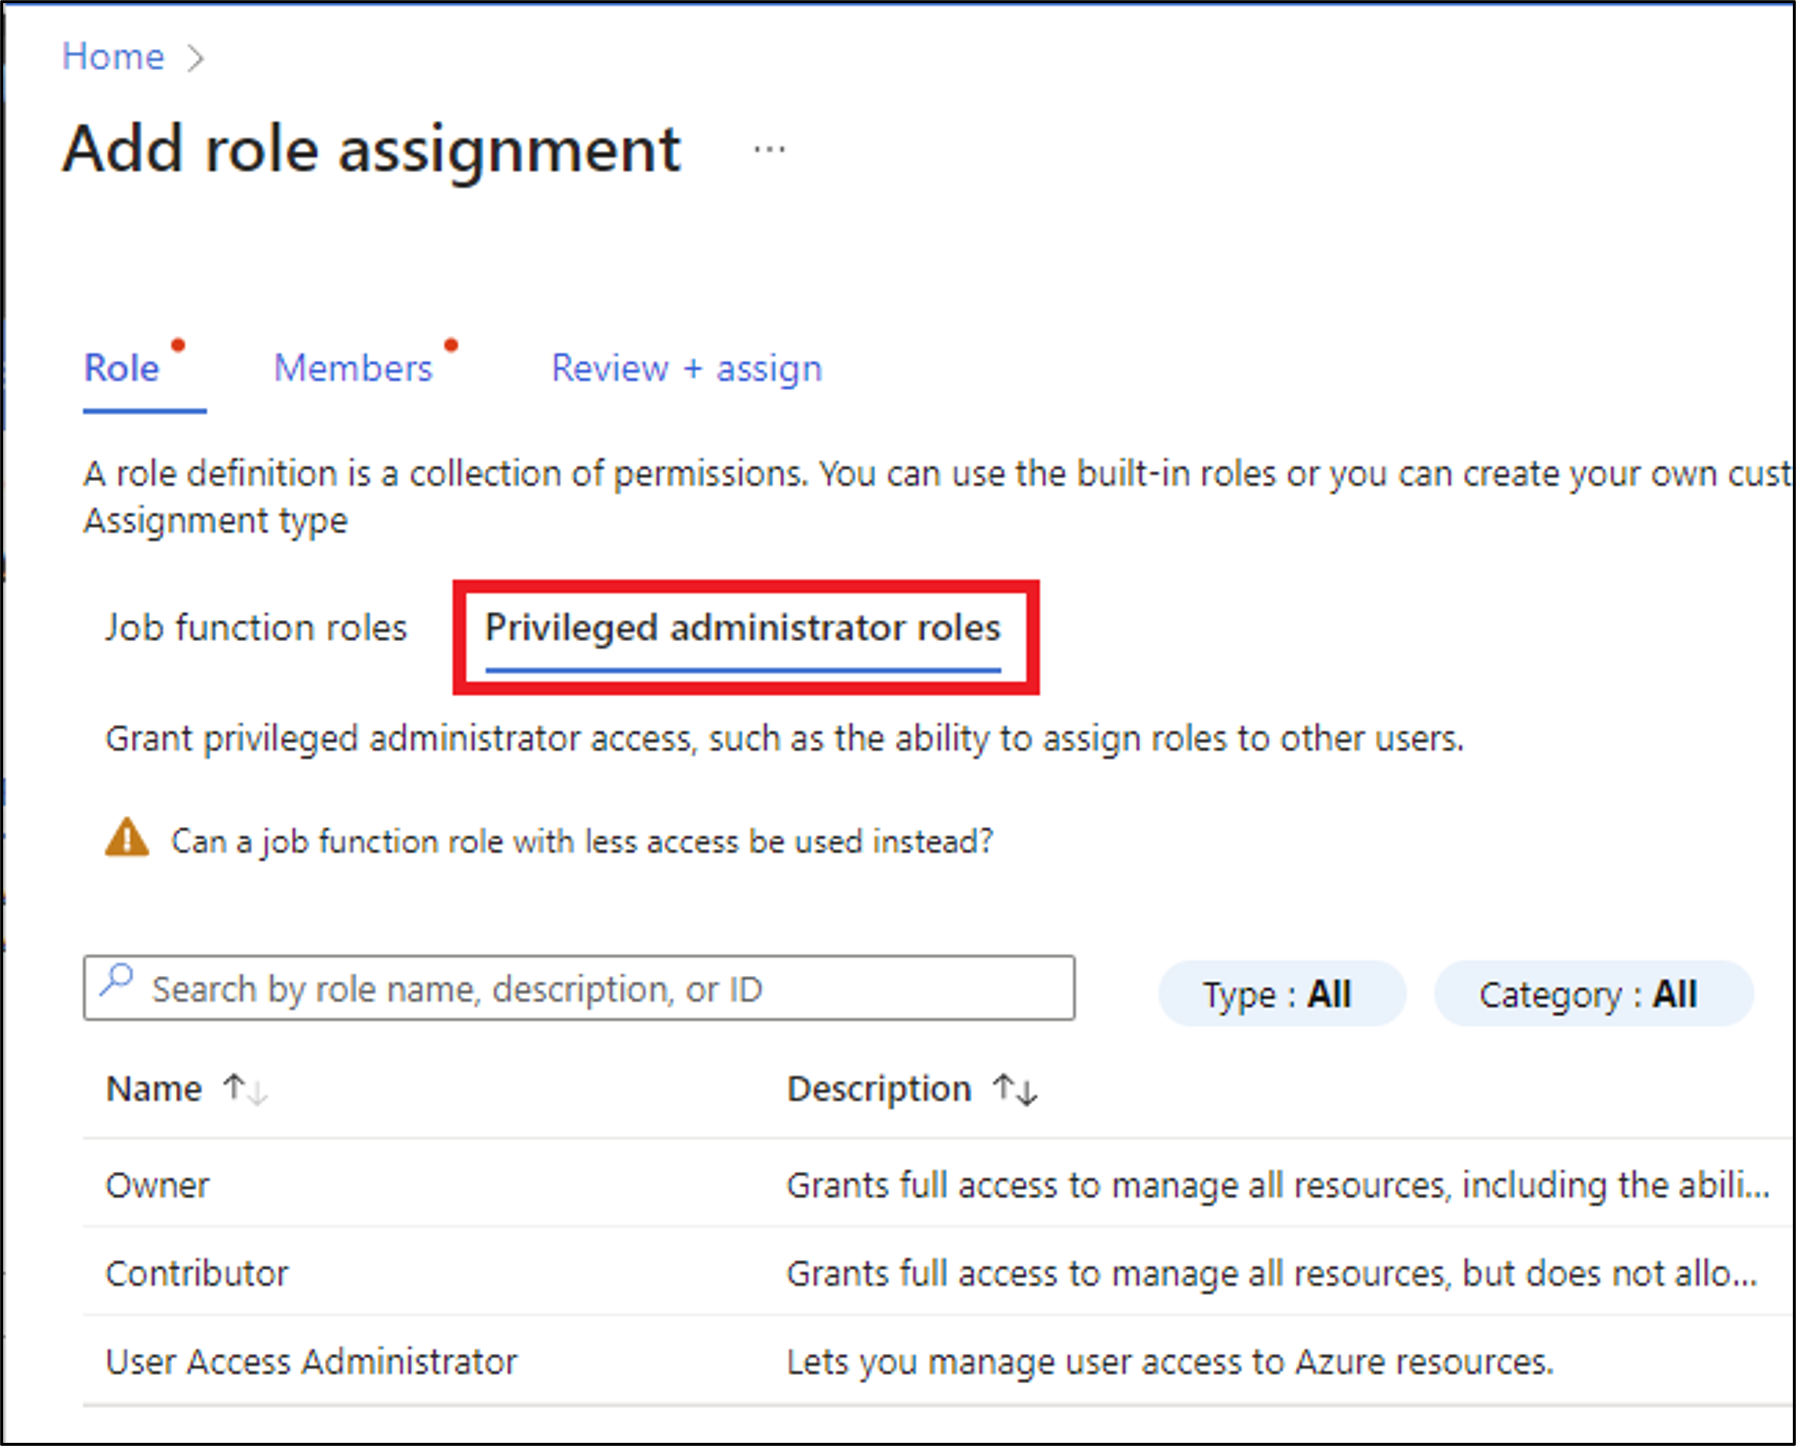 Home
Add role assignment ...
Role Members Review + assign
A role definition is a collection of permissions. You can use the built-in roles or you can create your own cust
Assignment type
Job function roles Privileged administrator roles
Grant privileged administrator access, such as the ability to assign roles to other users.
Can a job function role with less access be used instead?
Search by role name, description, or ID Type : All Category : All
Name ↑↓ Description ↑↓
Owner Grants full access to manage all resources, including the abili...
Contributor Grants full access to manage all resources, but does not allo...
User Access Administrator Lets you manage user access to Azure resources.